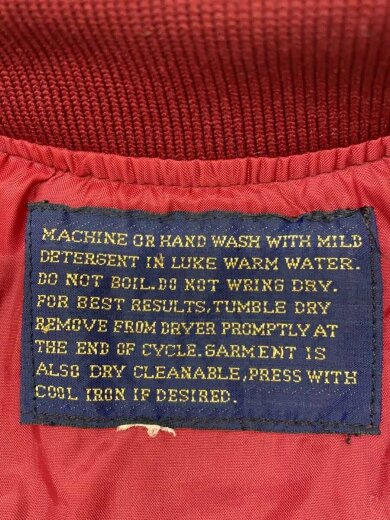 MACHINE OR HAND WASH WITH MILD
DETERGENT IN LUKE WARM WATER.
DO NOT BOIL.DO NOT WRING DRY.
FOR BEST RESULTS,TUMBLE DRY
REMOVE FROM DRYER PROMPTLY AT
THE END OF CYCLE.GARMENT IS
ALSO DRY CLEANABLE,PRESS WITH
COOL IRON IF DESIRED.